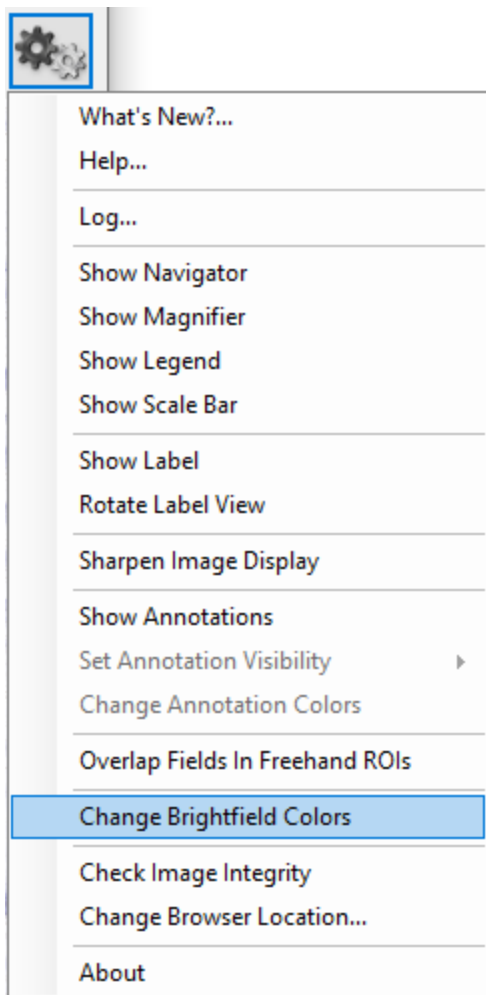 What's New?...
Help...
Log...
Show Navigator
Show Magnifier
Show Legend
Show Scale Bar
Show Label
Rotate Label View
Sharpen Image Display
Show Annotations
Set Annotation Visibility
Change Annotation Colors
Overlap Fields In Freehand ROIs
Change Brightfield Colors
Check Image Integrity
Change Browser Location...
About